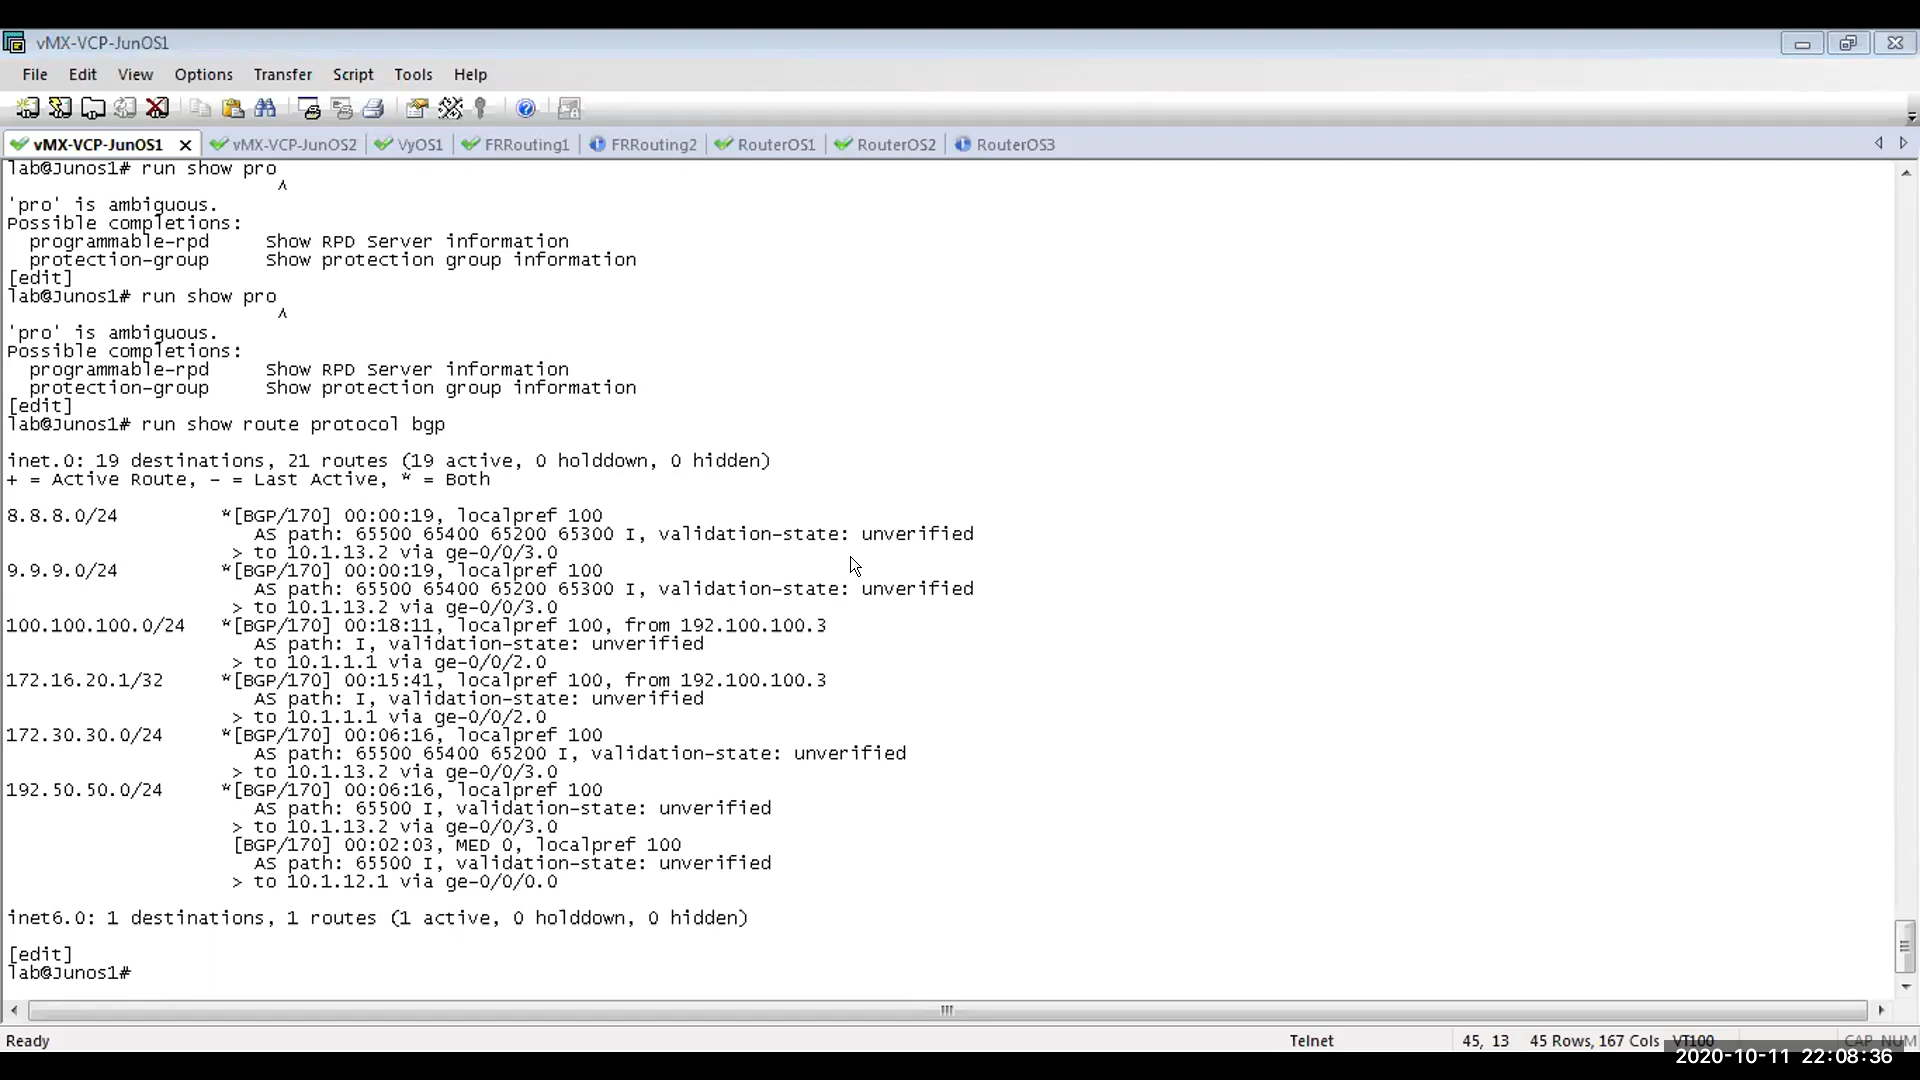 vMX-VCP-JunOS1
File Edit View Options Transfer Script Tools Help
vMX-VCP-JunOS1 vMX-VCP-JunOS2 VyOS1 FRRouting1 FRRouting2 RouterOS1 RouterOS2 RouterOS3
lab@Junos1# run show pro
^
'pro' is ambiguous.
Possible completions:
programmable-rpd Show RPD Server information
protection-group Show protection group information
[edit]
lab@Junos1# run show pro
^
'pro' is ambiguous.
Possible completions:
programmable-rpd Show RPD Server information
protection-group Show protection group information
[edit]
lab@Junos1# run show route protocol bgp
inet.0: 19 destinations, 21 routes (19 active, 0 holddown, 0 hidden)
+ = Active Route, - = Last Active, * = Both
8.8.8.0/24 *[BGP/170] 00:00:19, localpref 100
AS path: 65500 65400 65200 65300 I, validation-state: unverified
> to 10.1.13.2 via ge-0/0/3.0
9.9.9.0/24 *[BGP/170] 00:00:19, localpref 100
AS path: 65500 65400 65200 65300 I, validation-state: unverified
> to 10.1.13.2 via ge-0/0/3.0
100.100.100.0/24 *[BGP/170] 00:18:11, localpref 100, from 192.100.100.3
AS path: I, validation-state: unverified
> to 10.1.1.1 via ge-0/0/2.0
172.16.20.1/32 *[BGP/170] 00:15:41, localpref 100, from 192.100.100.3
AS path: I, validation-state: unverified
> to 10.1.1.1 via ge-0/0/2.0
172.30.30.0/24 *[BGP/170] 00:06:16, localpref 100
AS path: 65500 65400 65200 I, validation-state: unverified
> to 10.1.13.2 via ge-0/0/3.0
192.50.50.0/24 *[BGP/170] 00:06:16, localpref 100
AS path: 65500 I, validation-state: unverified
> to 10.1.13.2 via ge-0/0/3.0
[BGP/170] 00:02:03, MED 0, localpref 100
AS path: 65500 I, validation-state: unverified
> to 10.1.12.1 via ge-0/0/0.0
inet6.0: 1 destinations, 1 routes (1 active, 0 holddown, 0 hidden)
[edit]
lab@Junos1#
Ready Telnet 45, 13 45 Rows, 167 Cols VT100 CAP NUM
2020-10-11 22:08:36